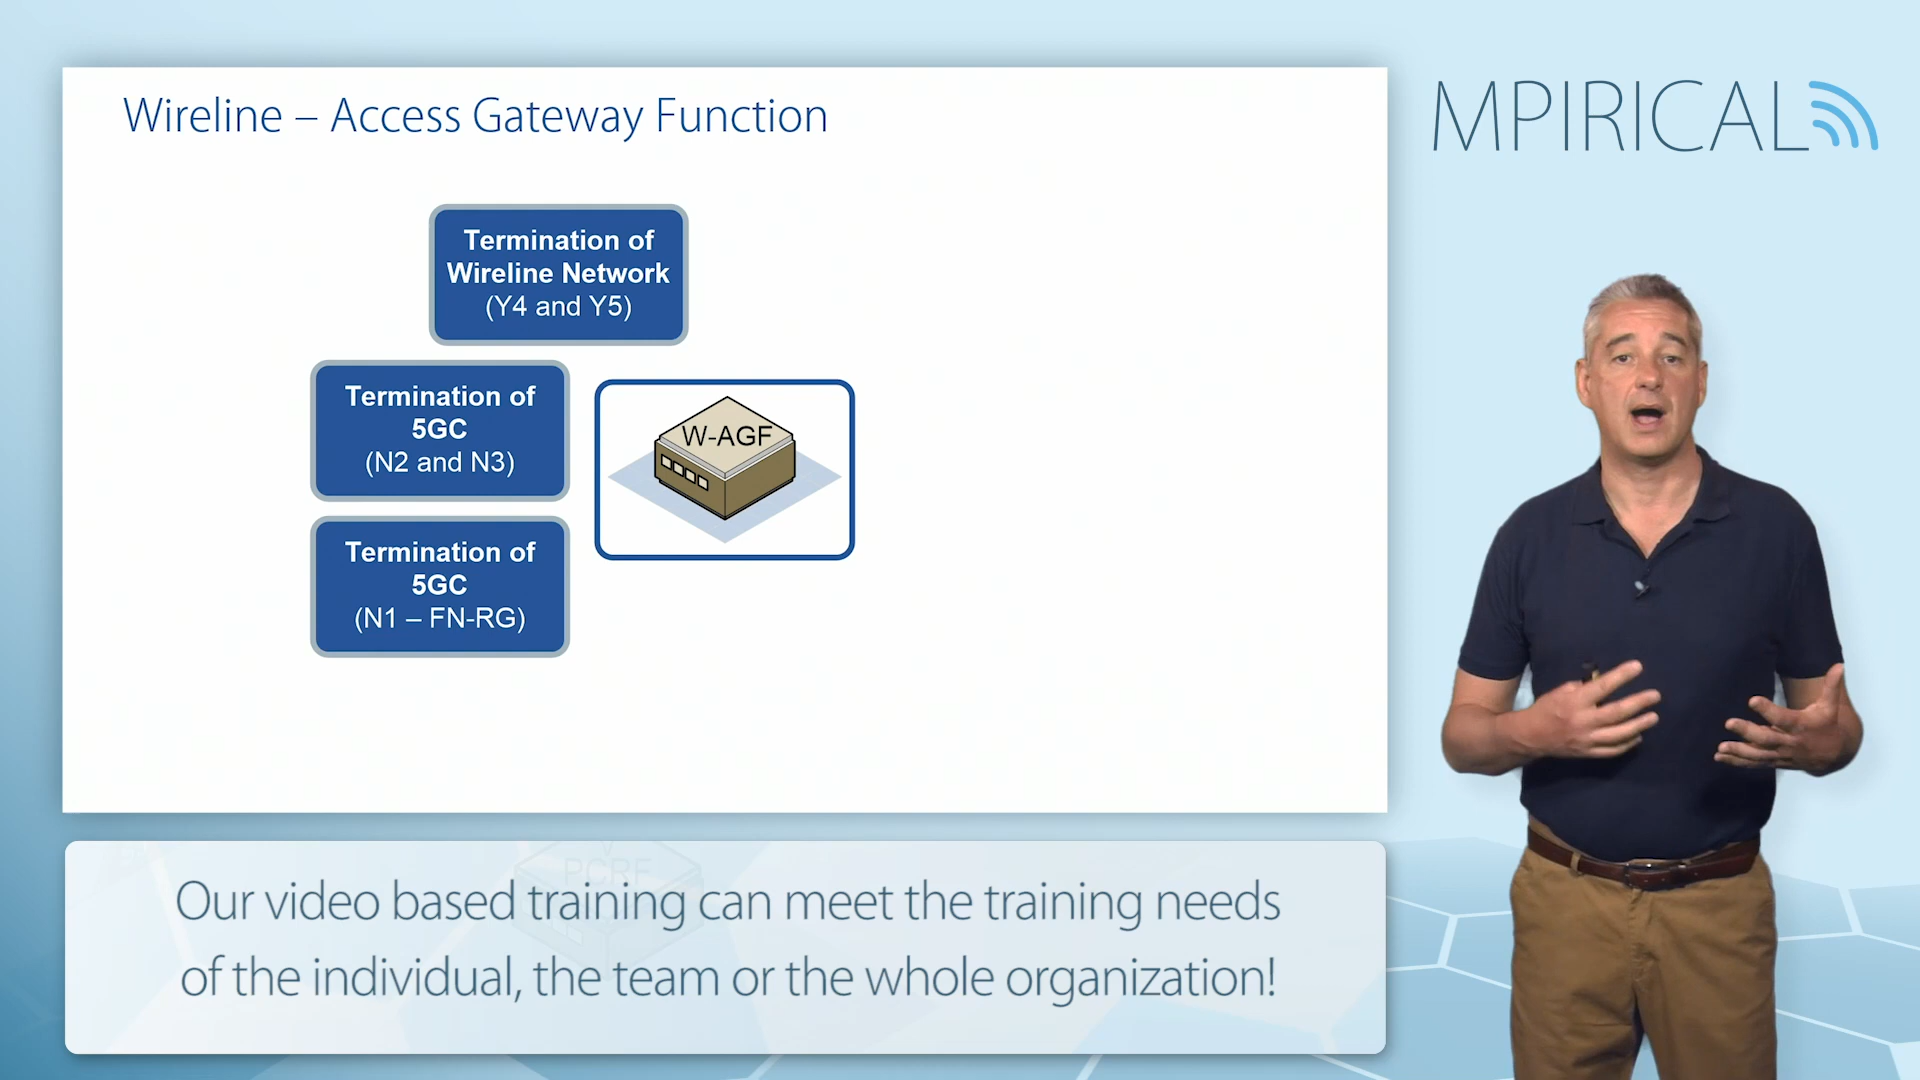 Wireline – Access Gateway Function
MPIRICAL
Termination of
Wireline Network
(Y4 and Y5)
Termination of
5GC
(N2 and N3)
W-AGF
Termination of
5GC
(N1 – FN-RG)
PCRF
Our video based training can meet the training needs
of the individual, the team or the whole organization!